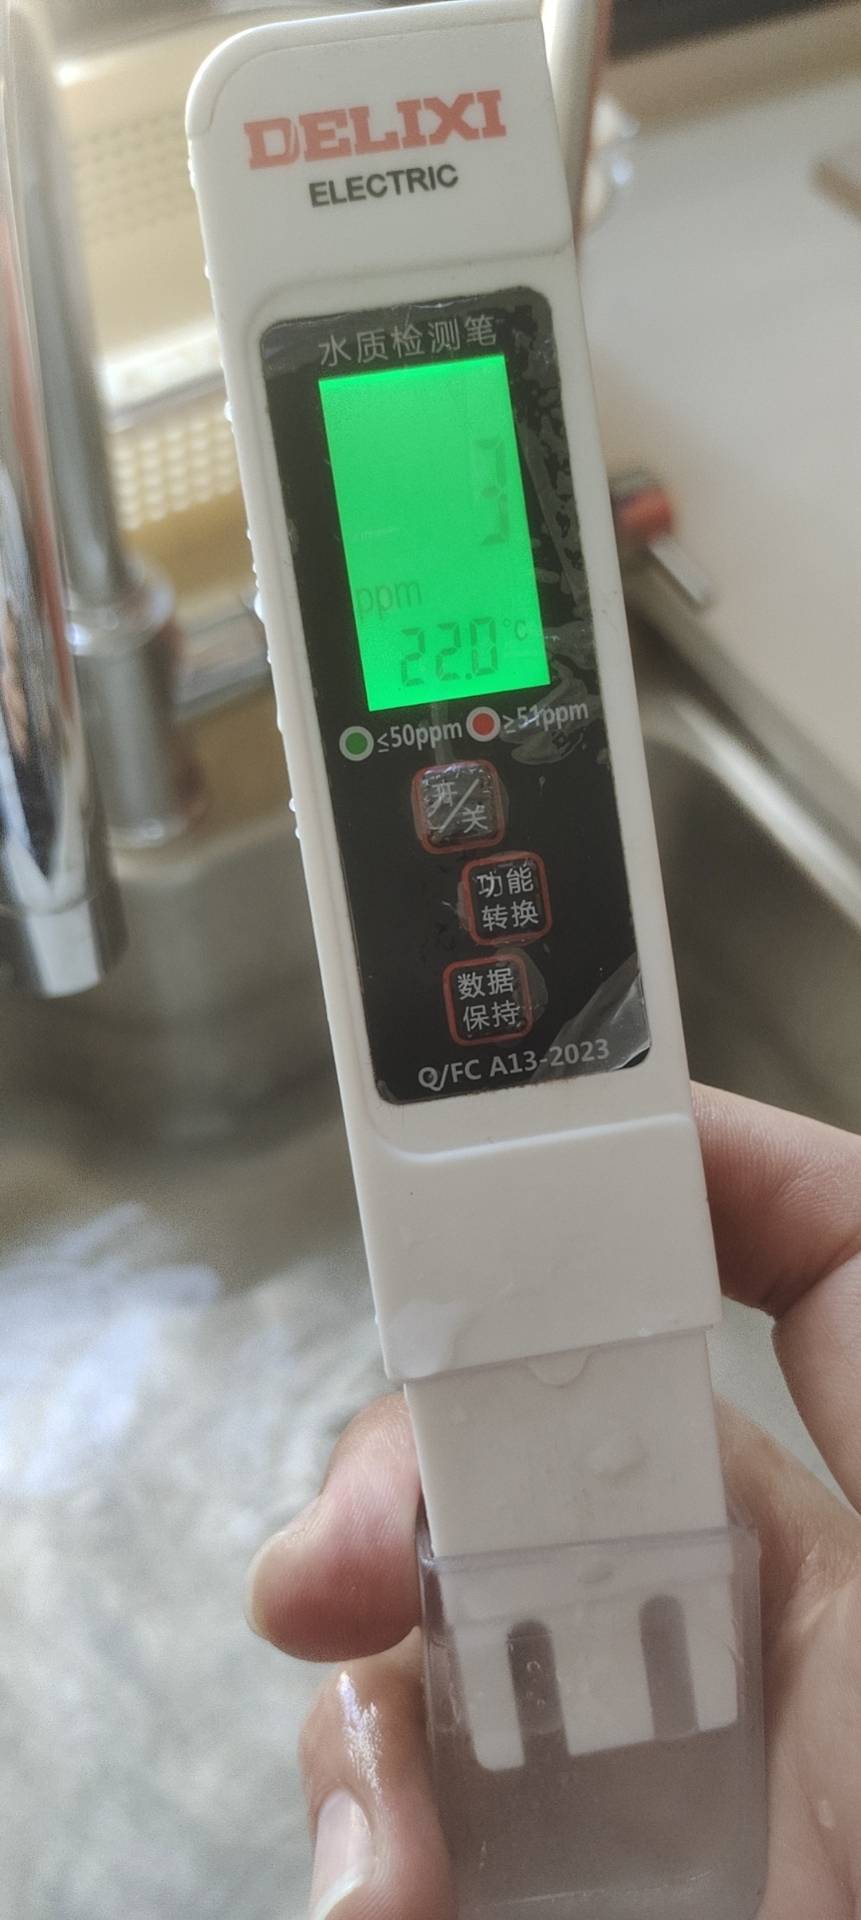 DELIXI
ELECTRIC
水质检测笔
3
ppm
22.0°C
≤50ppm ≥51ppm
开/关
功能
转换
数据
保持
Q/FC A13-2023